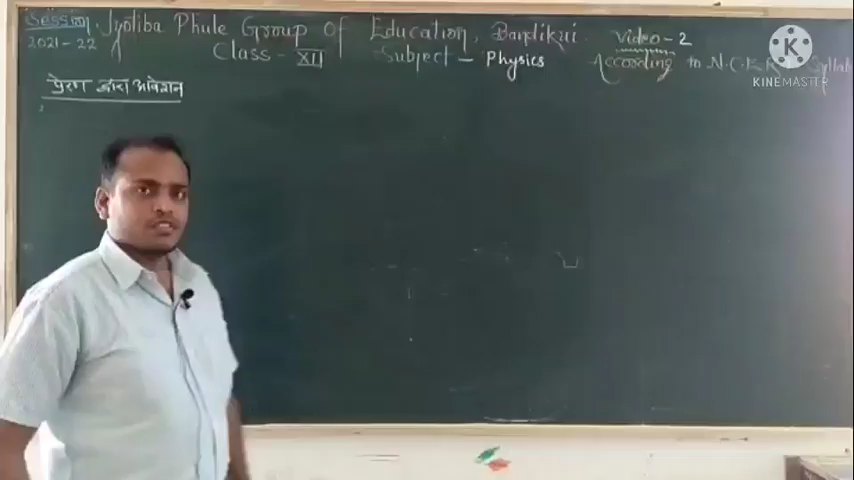 Session Jyotiba Phule Group of Education, Bandikui Video-2
2021-22 Class - XII Subject - Physics According to N.C.E.R.T Syllab
प्रेरण द्वारा आवेशन
KINEMASTER